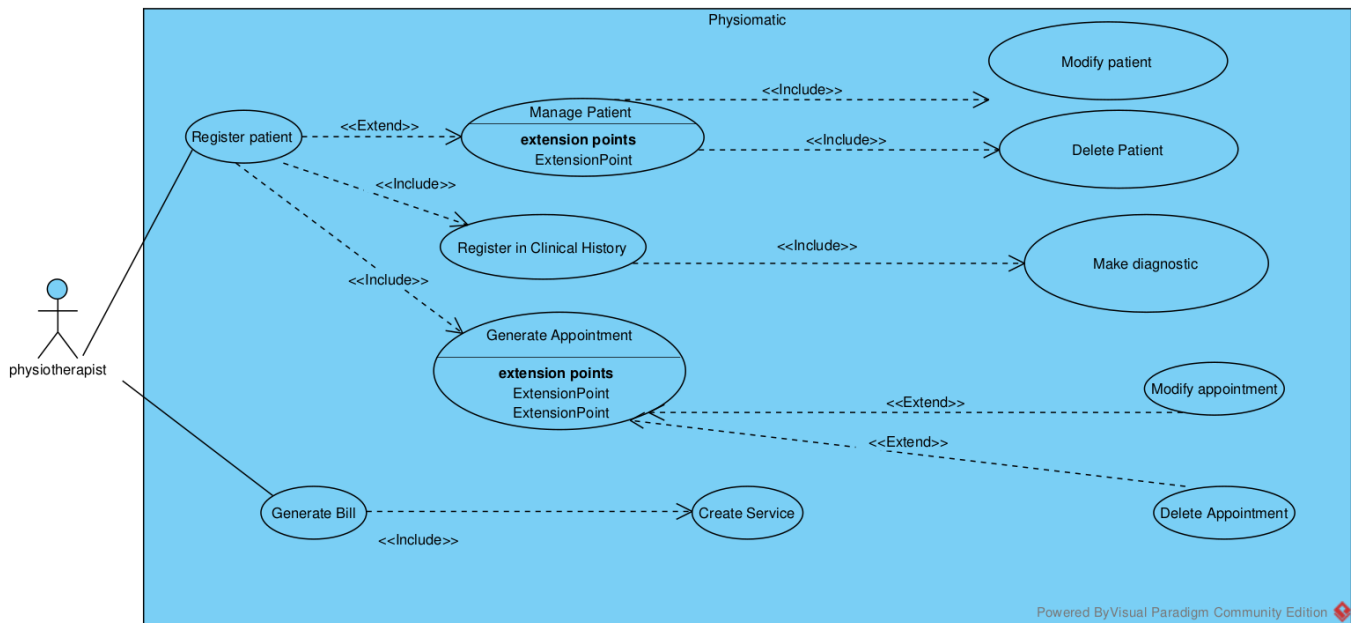 Physiomatic
Modify patient
<<Include>>
Manage Patient
<<Extend>>
Register patient
extension points
<<Include>>
Delete Patient
ExtensionPoint
<<Include>>
Register in Clinical History
<<Include>>
Make diagnostic
<<Include>>
Generate Appointment
physiotherapist
extension points
ExtensionPoint
ExtensionPoint
Modify appointment
<<Extend>>
<<Extend>>
Generate Bill
Create Service
Delete Appointment
<<Include>>
Powered ByVisual Paradigm Community Edition